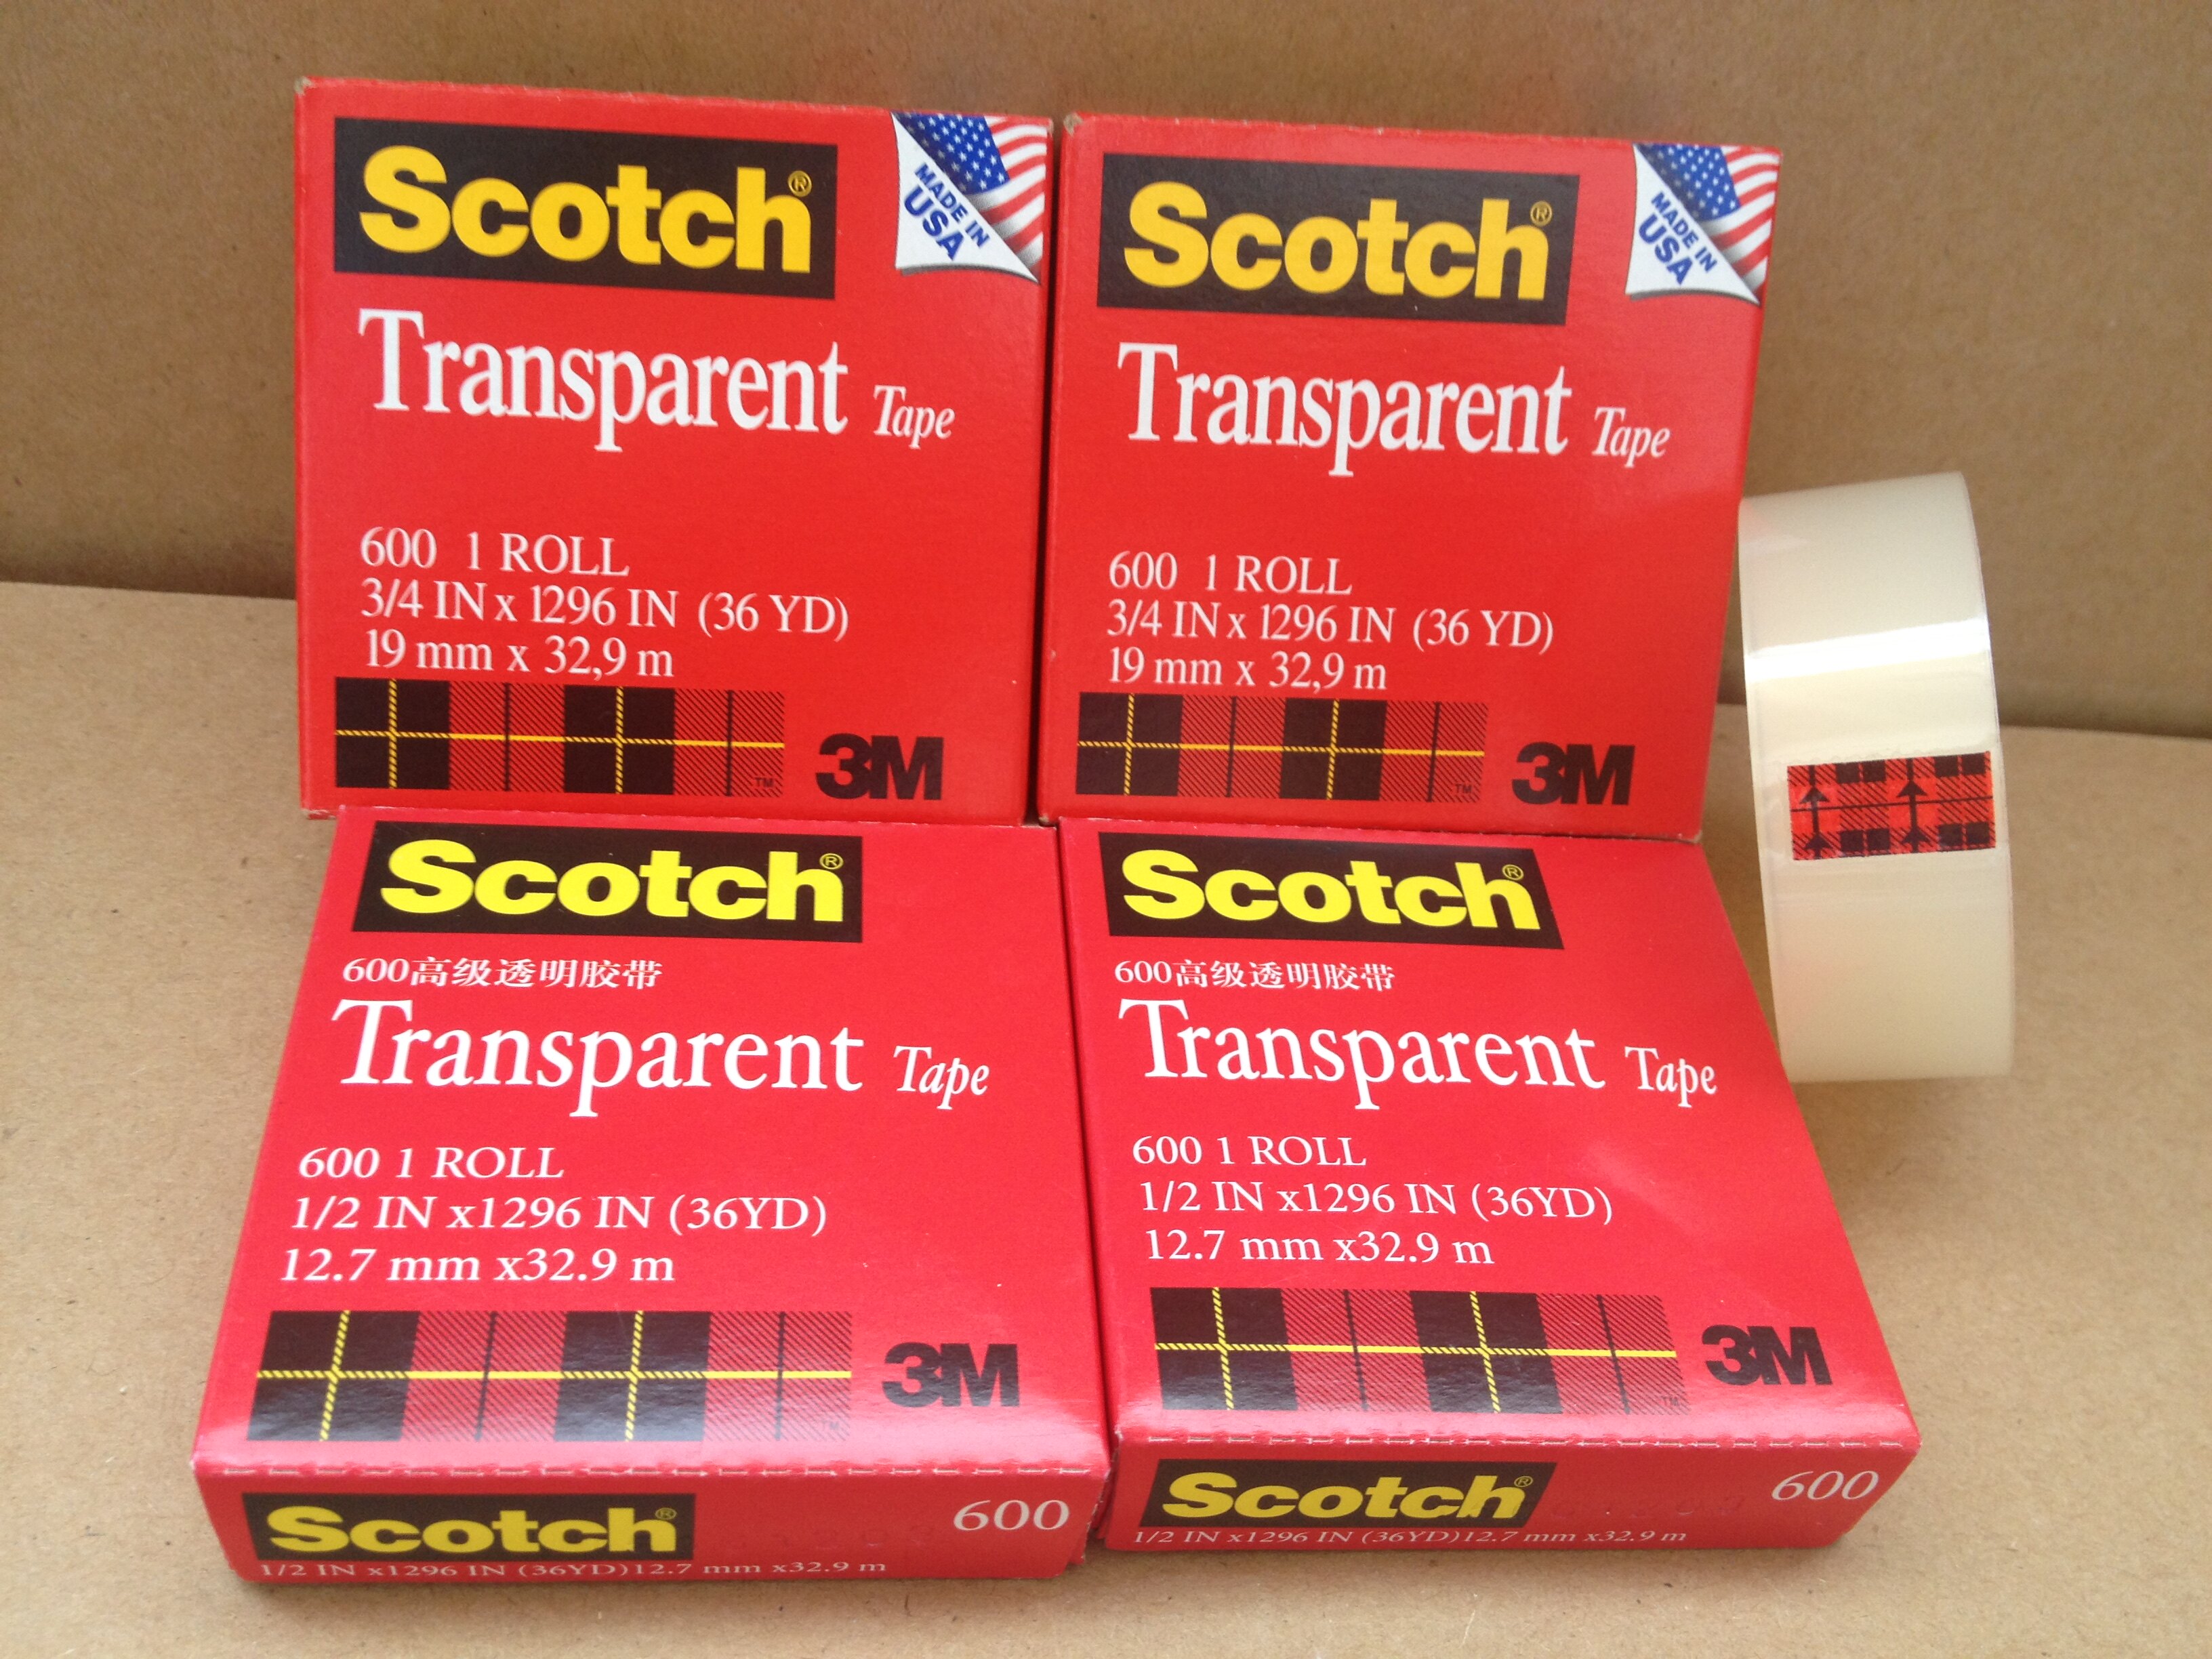 Scotch®
MADE IN
USA
Transparent Tape
600 1 ROLL
3/4 IN x 1296 IN (36 YD)
19 mm x 32,9 m
TM
3M
Scotch®
MADE IN
USA
Transparent Tape
600 1 ROLL
3/4 IN x 1296 IN (36 YD)
19 mm x 32,9 m
TM
3M
Scotch®
600高级透明胶带
Transparent Tape
600 1 ROLL
1/2 IN x1296 IN (36YD)
12.7 mm x32.9 m
TM
3M
Scotch® 600
1/2 IN x1296 IN (36YD)12.7 mm x32.9 m
Scotch®
600高级透明胶带
Transparent Tape
600 1 ROLL
1/2 IN x1296 IN (36YD)
12.7 mm x32.9 m
TM
3M
Scotch® 600
1/2 IN x1296 IN (36YD)12.7 mm x32.9 m